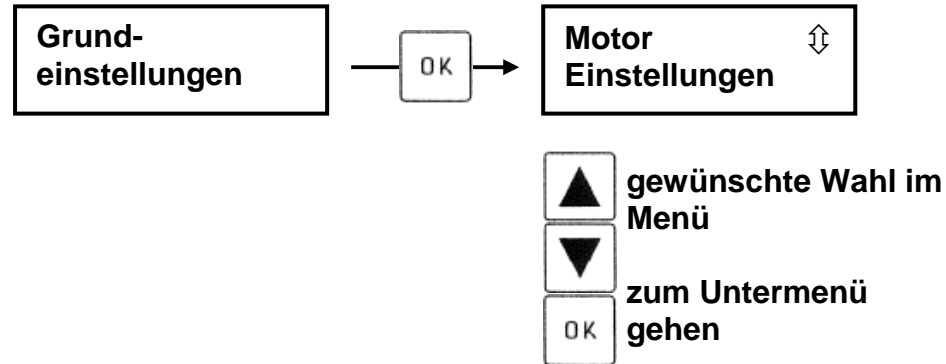 Grund-
einstellungen
OK
Motor ⇳
Einstellungen
gewünschte Wahl im
Menü
zum Untermenü
OK gehen